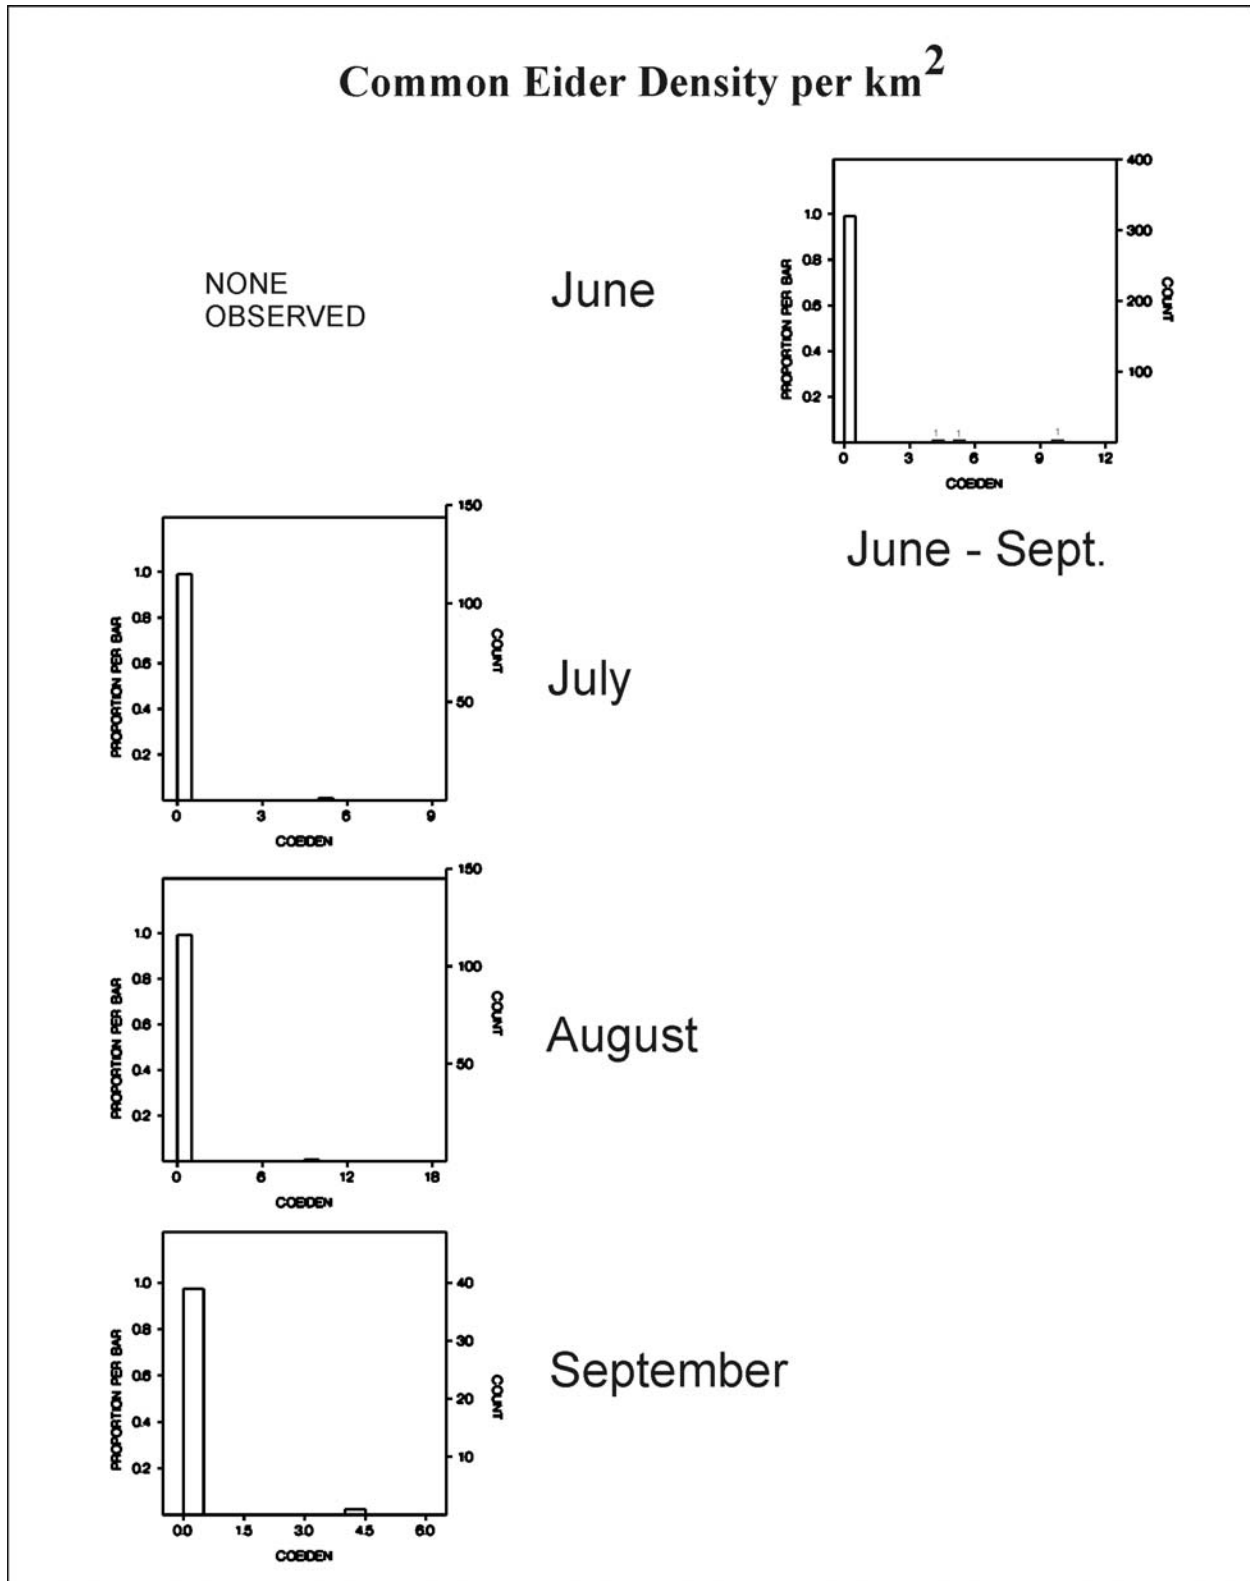 Common Eider Density per km2
NONE
OBSERVED
June
1.0
0.8
0.6
0.4
0.2
PROPORTION PER BAR
400
300
200
100
COUNT
1 1 1
0 3 6 9 12
COEIDEN
June - Sept.
1.0
0.8
0.6
0.4
0.2
PROPORTION PER BAR
150
100
50
COUNT
0 3 6 9
COEIDEN
July
1.0
0.8
0.6
0.4
0.2
PROPORTION PER BAR
150
100
50
COUNT
0 6 12 18
COEIDEN
August
1.0
0.8
0.6
0.4
0.2
PROPORTION PER BAR
40
30
20
10
COUNT
0.0 1.5 3.0 4.5 6.0
COEIDEN
September